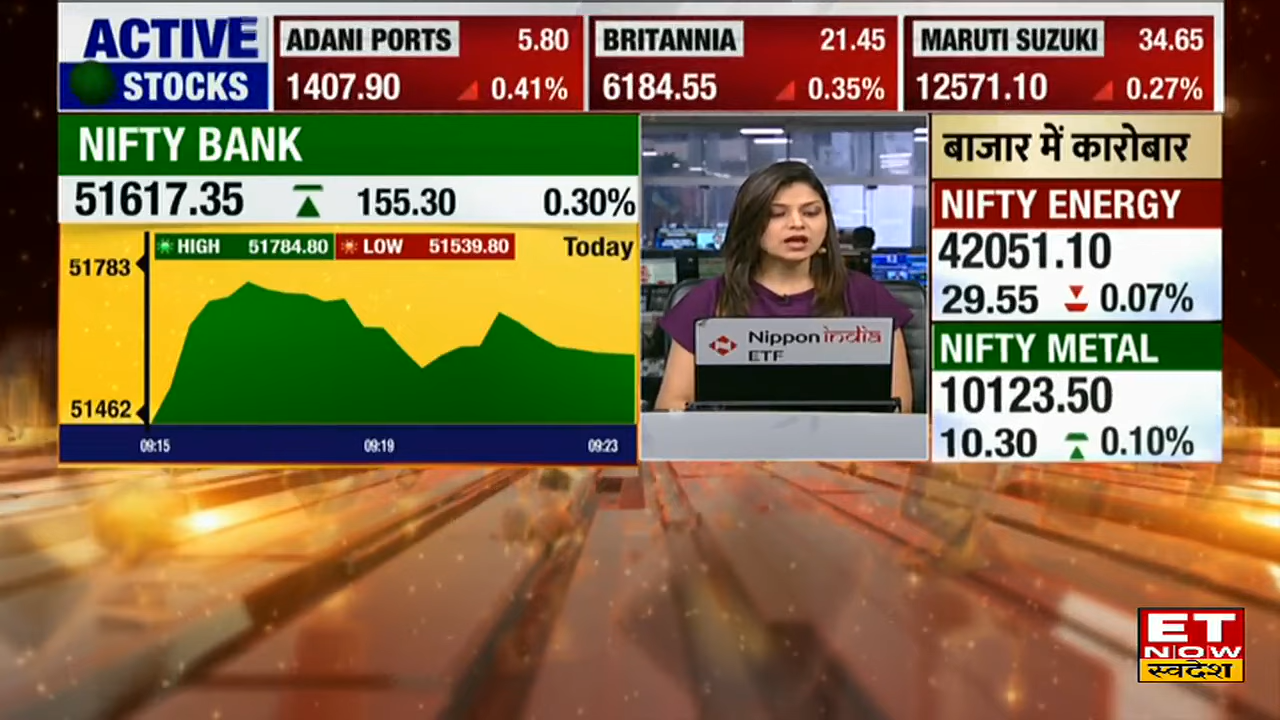 ACTIVE
STOCKS
ADANI PORTS 5.80
1407.90 0.41%
BRITANNIA 21.45
6184.55 0.35%
MARUTI SUZUKI 34.65
12571.10 0.27%
NIFTY BANK
51617.35 155.30 0.30%
HIGH 51784.80 LOW 51539.80 Today
51783
51462
09:15 09:19 09:23
Nippon india
ETF
बाजार में कारोबार
NIFTY ENERGY
42051.10
29.55 0.07%
NIFTY METAL
10123.50
10.30 0.10%
ET
NOW
स्वदेश